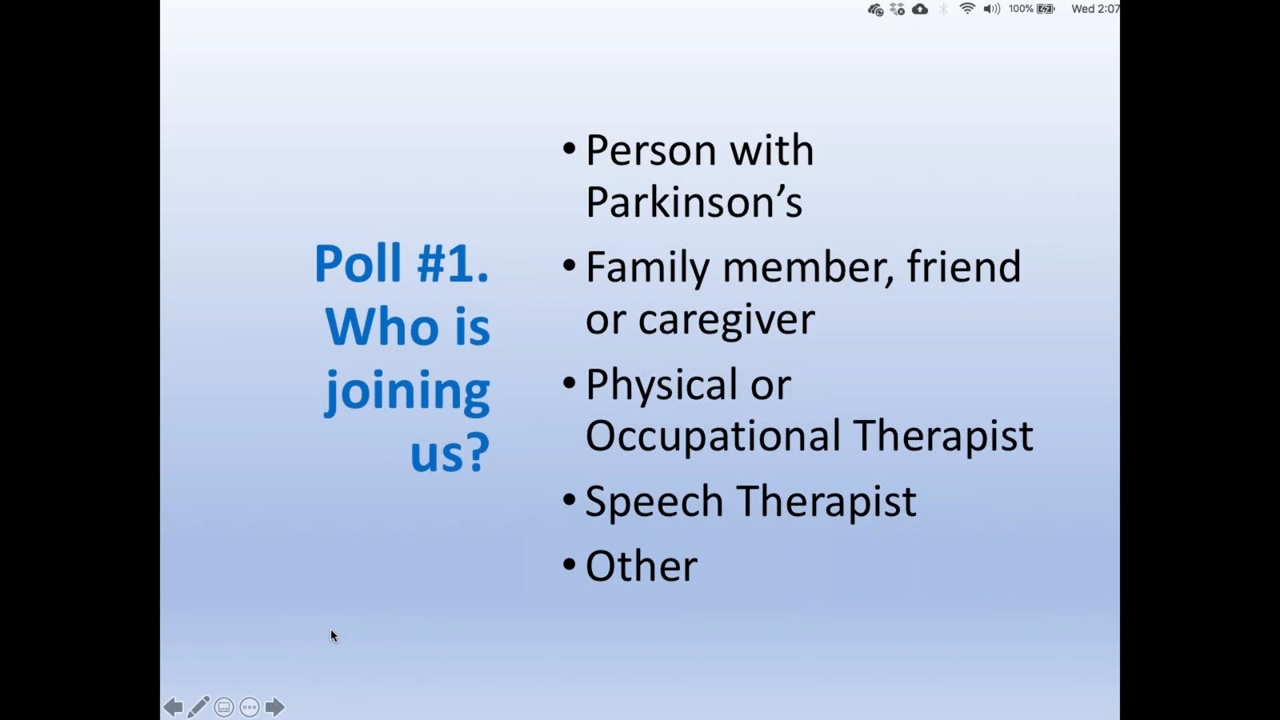 100% Wed 2:07
Poll #1.
Who is
joining
us?
• Person with
Parkinson’s
• Family member, friend
or caregiver
• Physical or
Occupational Therapist
• Speech Therapist
• Other